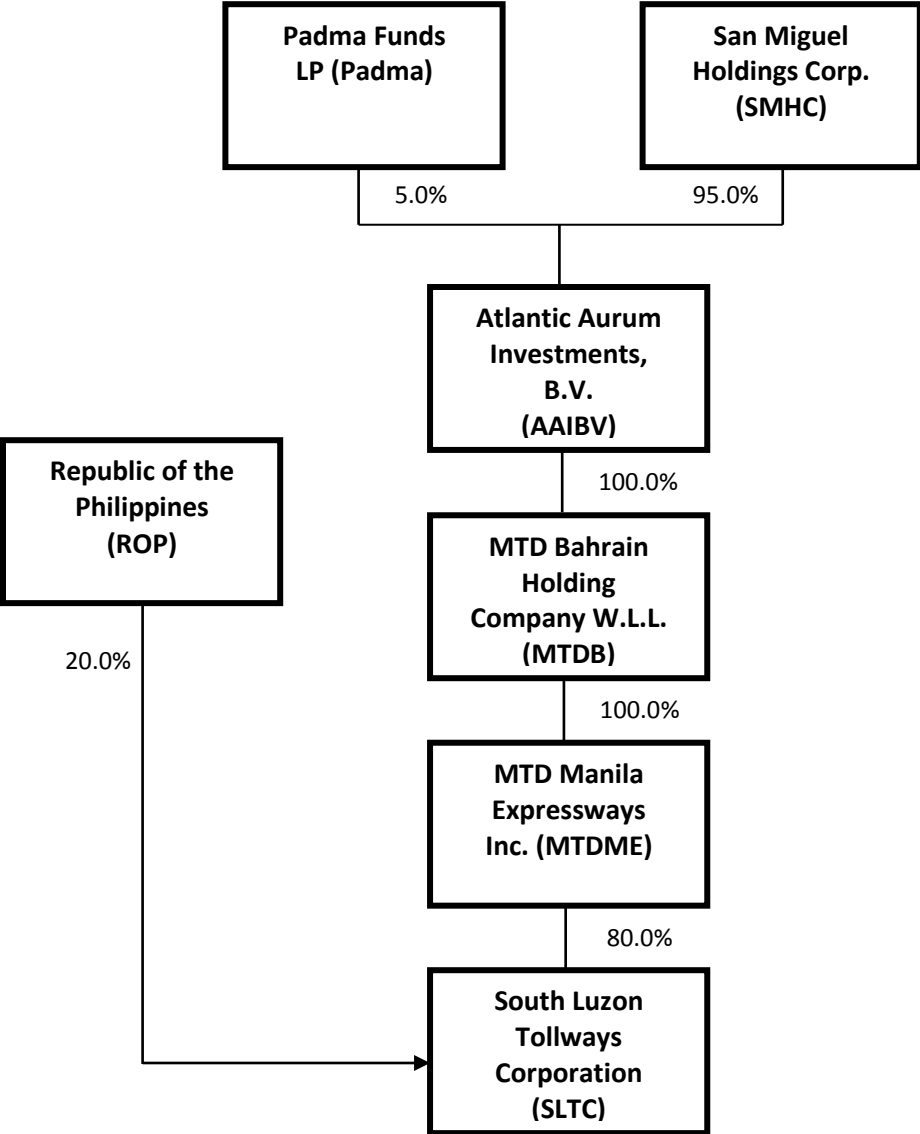 Padma Funds
LP (Padma)
San Miguel
Holdings Corp.
(SMHC)
5.0%
95.0%
Atlantic Aurum
Investments,
B.V.
(AAIBV)
Republic of the
Philippines
(ROP)
100.0%
MTD Bahrain
Holding
Company W.L.L.
(MTDB)
20.0%
100.0%
MTD Manila
Expressways
Inc. (MTDME)
80.0%
South Luzon
Tollways
Corporation
(SLTC)